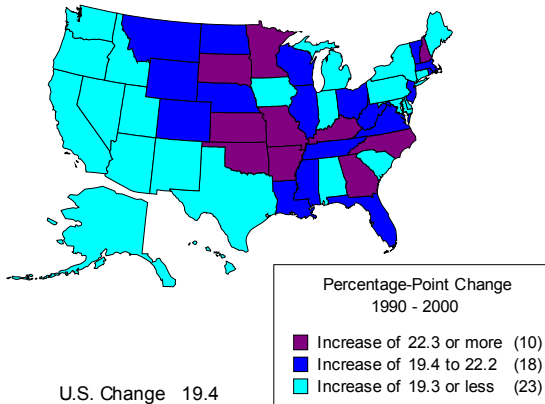 Percentage-Point Change
1990 - 2000
Increase of 22.3 or more (10)
Increase of 19.4 to 22.2 (18)
Increase of 19.3 or less (23)
U.S. Change 19.4